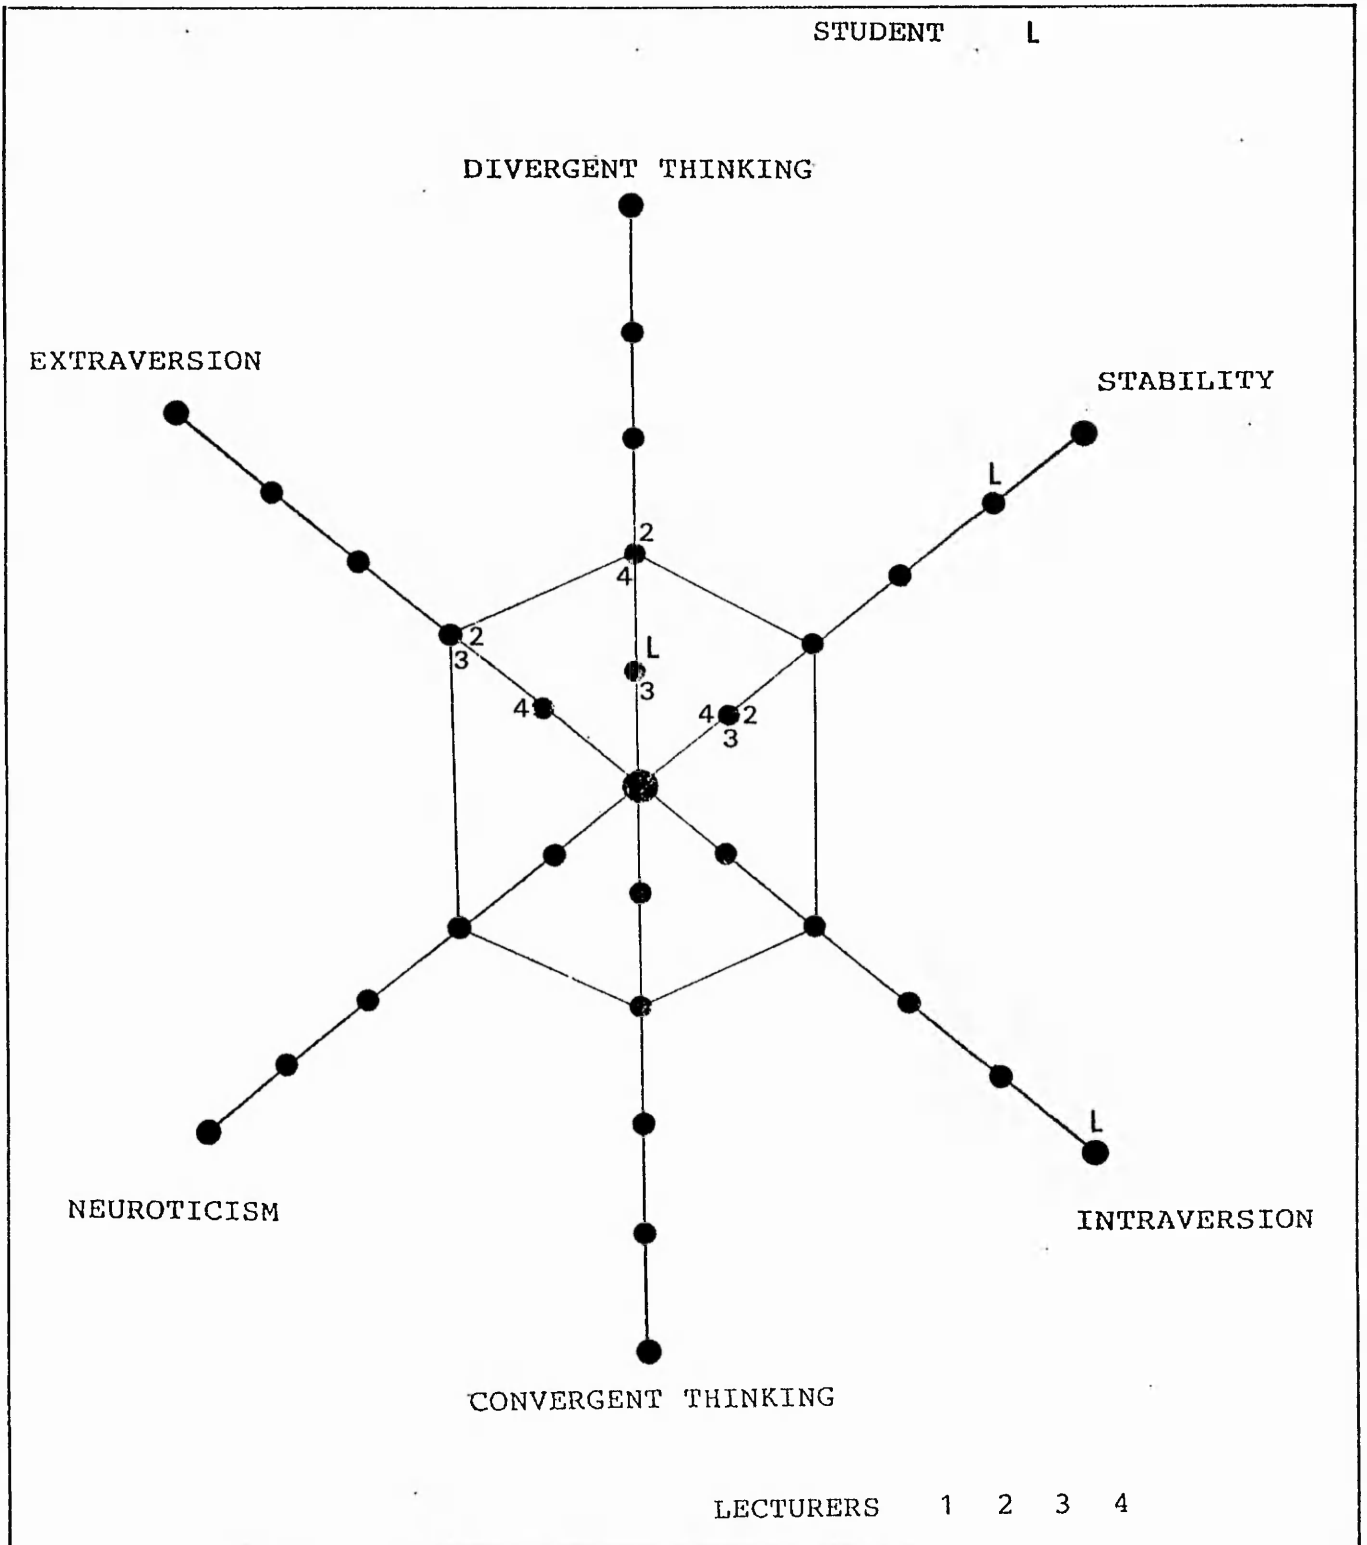 STUDENT L
DIVERGENT THINKING
EXTRAVERSION
STABILITY
L
2
4
2
3
L
3
4
4 2
3
L
NEUROTICISM
INTRAVERSION
CONVERGENT THINKING
LECTURERS 1 2 3 4